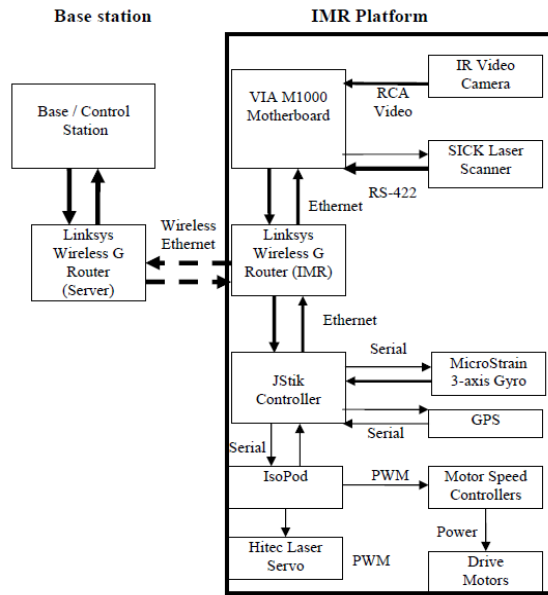 Base station
IMR Platform
IR Video
Camera
VIA M1000
Motherboard
RCA
Video
Base / Control
Station
SICK Laser
Scanner
RS-422
Ethernet
Wireless
Ethernet
Linksys
Wireless G
Router
(Server)
Linksys
Wireless G
Router (IMR)
Ethernet
Serial
MicroStrain
3-axis Gyro
JStik
Controller
GPS
Serial
Serial
IsoPod
PWM
Motor Speed
Controllers
Power
Hitec Laser
Servo
PWM
Drive
Motors